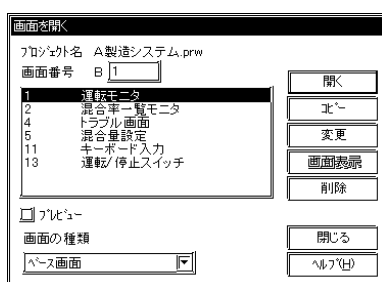 画面を開く
ﾌﾟﾛｼﾞｪｸﾄ名 A製造システム.prw
画面番号 B 1
1 運転モニタ
2 混合率一覧モニタ
4 トラブル画面
5 混合量設定
11 キーボード入力
13 運転/停止スイッチ
開く
ｺﾋﾟｰ
変更
画面表示
削除
ﾌﾟﾚﾋﾞｭｰ
画面の種類
ﾍﾞｰｽ画面
閉じる
ﾍﾙﾌﾟ(H)